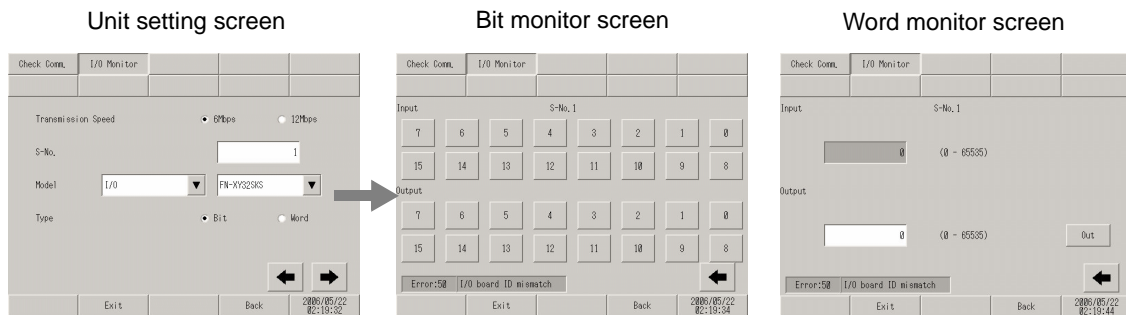 Unit setting screen
Check Comm. I/O Monitor
Transmission Speed 6Mbps 12Mbps
S-No. 1
Model I/O FN-XY32SKS
Type Bit Word
Exit Back 2006/05/22
02:19:32
Bit monitor screen
Check Comm. I/O Monitor
Input S-No.1
7 6 5 4 3 2 1 0
15 14 13 12 11 10 9 8
Output
7 6 5 4 3 2 1 0
15 14 13 12 11 10 9 8
Error:50 I/O board ID mismatch
Exit Back 2006/05/22
02:19:34
Word monitor screen
Check Comm. I/O Monitor
Input S-No.1
0 (0 - 65535)
Output
0 (0 - 65535) Out
Error:50 I/O board ID mismatch
Exit Back 2006/05/22
02:19:44